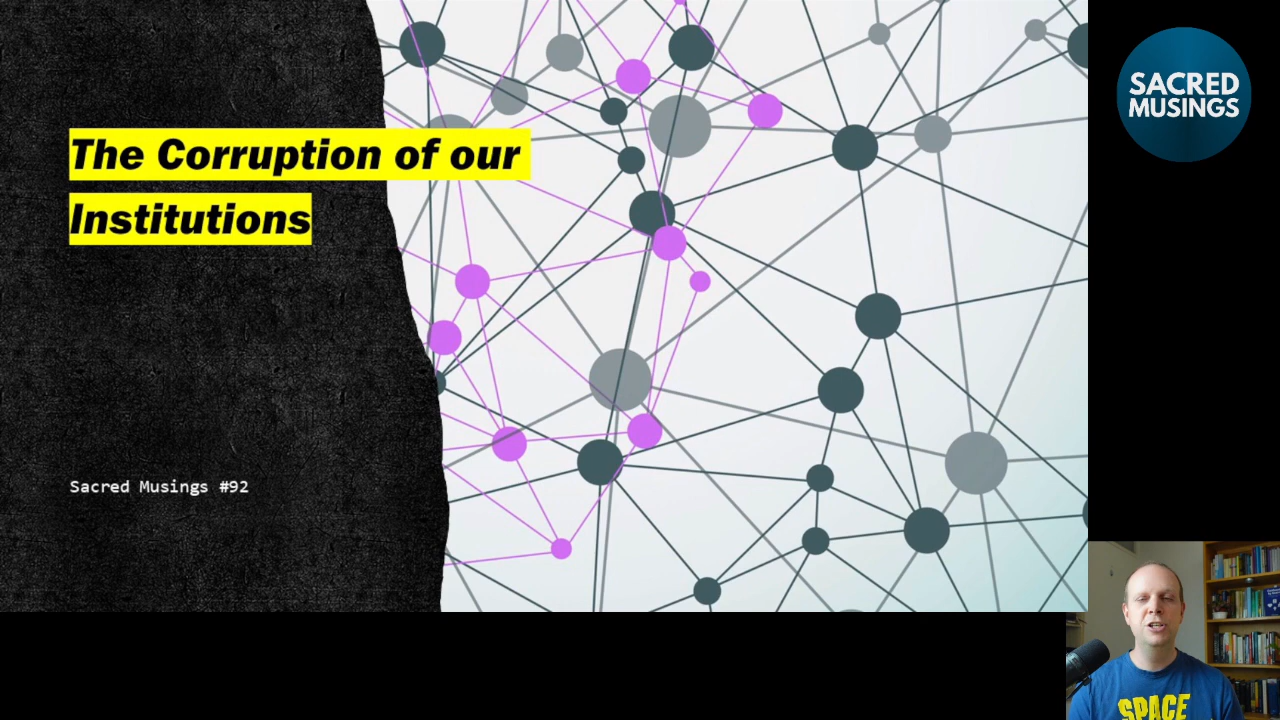 The Corruption of our
Institutions
Sacred Musings #92
SACRED
MUSINGS
SPACE